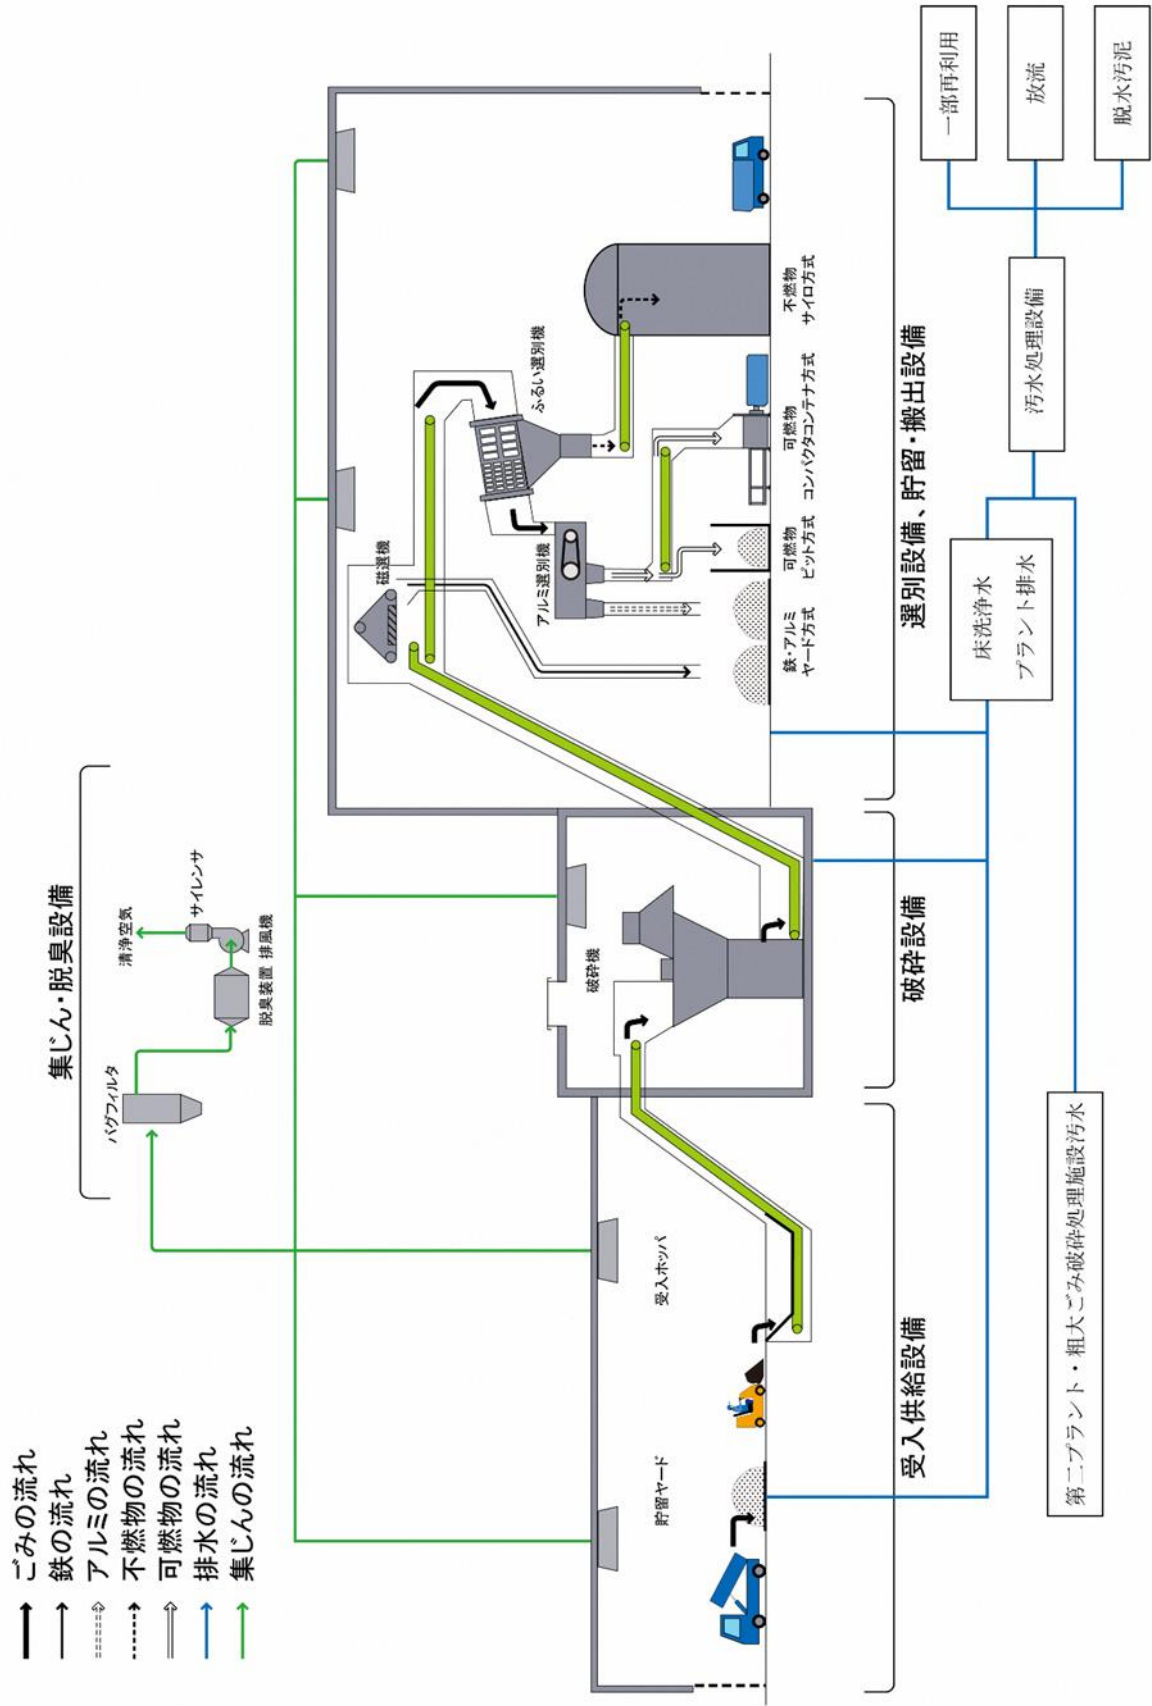 ごみの流れ
鉄の流れ
アルミの流れ
不燃物の流れ
可燃物の流れ
排水の流れ
集じんの流れ
集じん・脱臭設備
バグフィルタ
脱臭装置
排風機
サイレンサ
清浄空気
貯留ヤード
受入ホッパ
破砕機
磁選機
アルミ選別機
ふるい選別機
鉄・アルミ
ヤード方式
可燃物
ピット方式
可燃物
コンパクタコンテナ方式
不燃物
サイロ方式
受入供給設備
破砕設備
選別設備、貯留・搬出設備
床洗浄水
プラント排水
第二プラント・粗大ごみ破砕処理施設汚水
汚水処理設備
一部再利用
放流
脱水汚泥